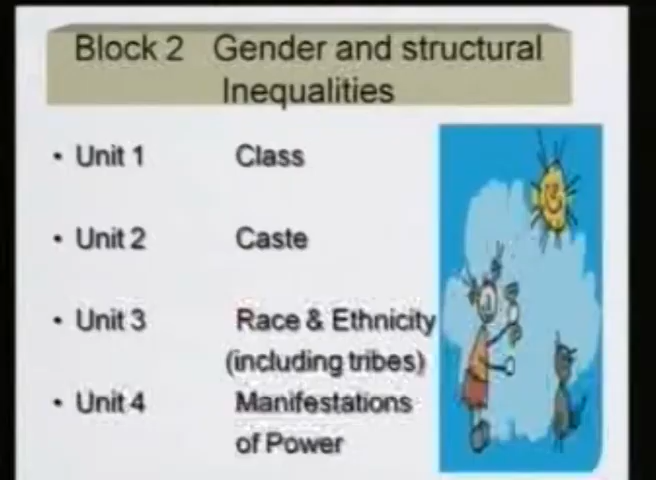 Block 2 Gender and structural
Inequalities
• Unit 1 Class
• Unit 2 Caste
• Unit 3 Race & Ethnicity
(including tribes)
• Unit 4 Manifestations
of Power